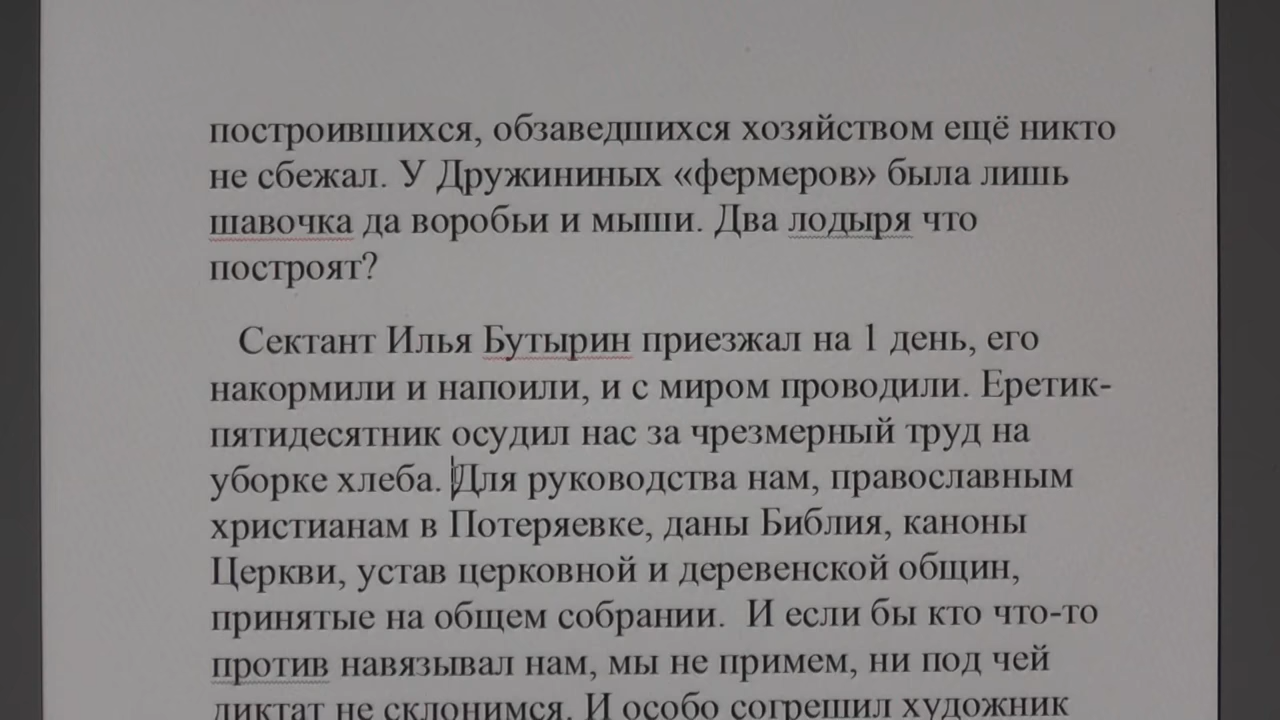 построившихся, обзаведшихся хозяйством ещё никто
не сбежал. У Дружининых «фермеров» была лишь
шавочка да воробьи и мыши. Два лодыря что
построят?
Сектант Илья Бутырин приезжал на 1 день, его
накормили и напоили, и с миром проводили. Еретик-
пятидесятник осудил нас за чрезмерный труд на
уборке хлеба. Для руководства нам, православным
христианам в Потеряевке, даны Библия, каноны
Церкви, устав церковной и деревенской общин,
принятые на общем собрании.  И если бы кто что-то
против навязывал нам, мы не примем, ни под чей
диктат не склонимся. И особо согрешил художник